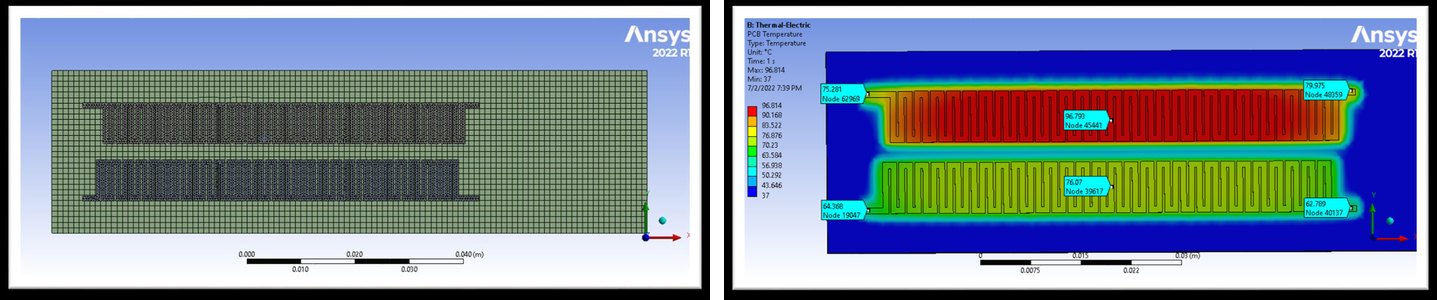 Ansys
2022 R1
0.000
0.020
0.040 (m)
0.010
0.030
B: Thermal-Electric
PCB Temperature
Type: Temperature
Unit: °C
Time: 1 s
Max: 96.814
Min: 37
7/2/2022 7:39 PM
96.814
90.168
83.522
76.876
70.23
63.584
56.938
50.292
43.646
37
Ansys
2022 R1
75.281
Node 62969
79.975
Node 48359
96.793
Node 45441
76.07
Node 39617
64.368
Node 19047
62.789
Node 40137
Y
X
0
0.015
0.03 (m)
0.0075
0.022